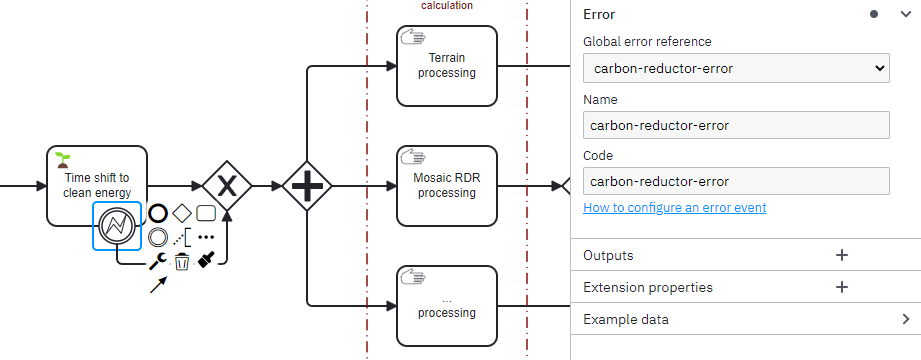 calculation
Terrain
processing
Time shift to
clean energy
Mosaic RDR
processing
...
processing
Error
Global error reference
carbon-reductor-error
Name
carbon-reductor-error
Code
carbon-reductor-error
How to configure an error event
Outputs
Extension properties
Example data